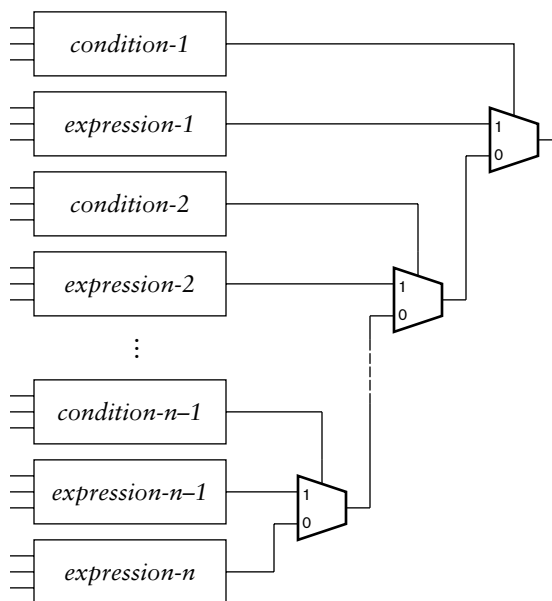 condition-1
expression-1
1
0
condition-2
expression-2
1
0
⋮
condition-n–1
expression-n–1
1
0
expression-n